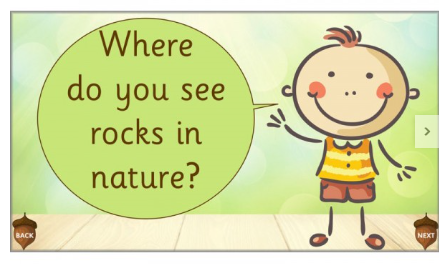 Where
do you see
rocks in
nature?
BACK
NEXT